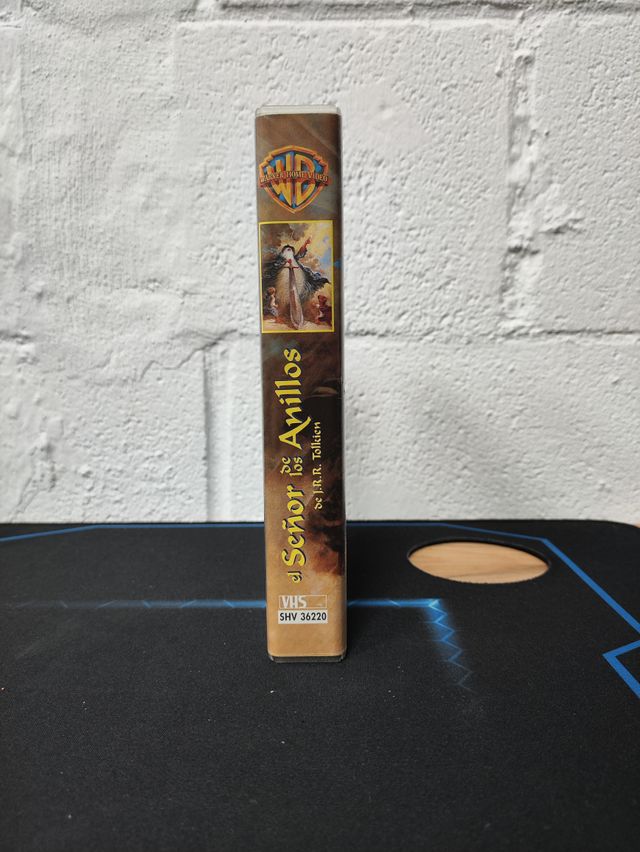 WB
WARNER HOME VIDEO
el Señor de los Anillos
de J.R.R. Tolkien
VHS
SHV 36220